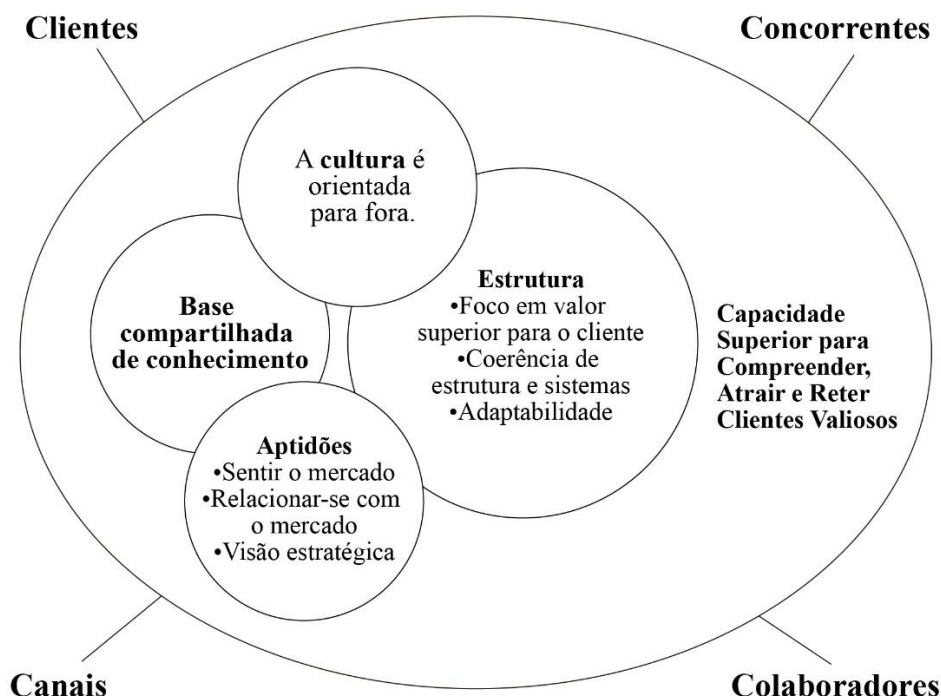 Clientes
Concorrentes
A cultura é
orientada
para fora.
Base
compartilhada
de conhecimento
Estrutura
•Foco em valor
superior para o cliente
•Coerência de
estrutura e sistemas
•Adaptabilidade
Capacidade
Superior para
Compreender,
Atrair e Reter
Clientes Valiosos
Aptidões
•Sentir o mercado
•Relacionar-se com
o mercado
•Visão estratégica
Canais
Colaboradores